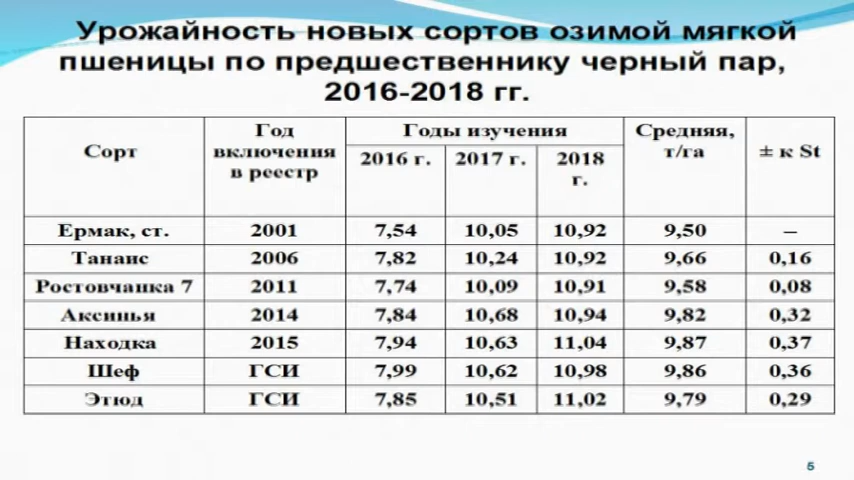 Урожайность новых сортов озимой мягкой
пшеницы по предшественнику черный пар,
2016-2018 гг.
Сорт Год включения в реестр Годы изучения Средняя, т/га ± к St
2016 г. 2017 г. 2018 г.
Ермак, ст. 2001 7,54 10,05 10,92 9,50 –
Танаис 2006 7,82 10,24 10,92 9,66 0,16
Ростовчанка 7 2011 7,74 10,09 10,91 9,58 0,08
Аксинья 2014 7,84 10,68 10,94 9,82 0,32
Находка 2015 7,94 10,63 11,04 9,87 0,37
Шеф ГСИ 7,99 10,62 10,98 9,86 0,36
Этюд ГСИ 7,85 10,51 11,02 9,79 0,29
5